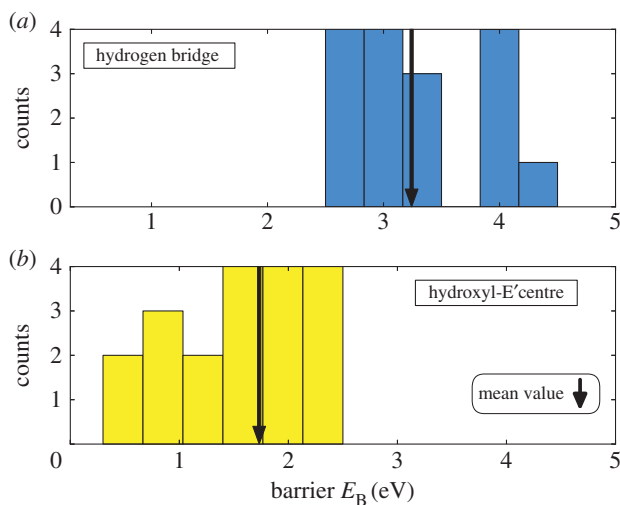 (a)
4
3
2
1
0
counts
hydrogen bridge
1 2 3 4 5
(b)
4
3
2
1
0
counts
hydroxyl-E′centre
mean value
1 2 3 4 5
barrier E_B (eV)